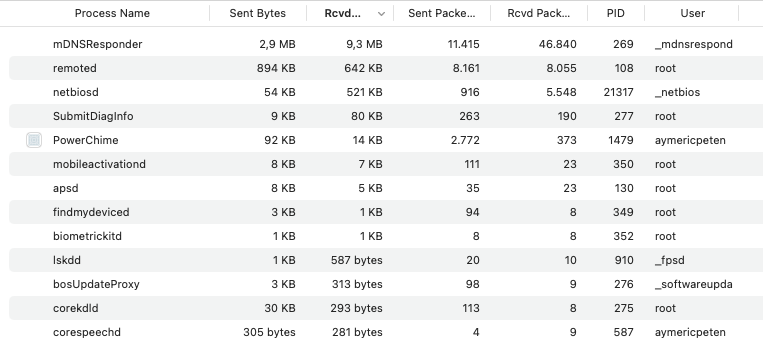 Process Name Sent Bytes Rcvd... Sent Packe... Rcvd Pack... PID User
mDNSResponder 2,9 MB 9,3 MB 11.415 46.840 269 _mdnsrespond
remoted 894 KB 642 KB 8.161 8.055 108 root
netbiosd 54 KB 521 KB 916 5.548 21317 _netbios
SubmitDiagInfo 9 KB 80 KB 263 190 277 root
PowerChime 92 KB 14 KB 2.772 373 1479 aymericpeten
mobileactivationd 8 KB 7 KB 111 23 350 root
apsd 8 KB 5 KB 35 23 130 root
findmydeviced 3 KB 1 KB 94 8 349 root
biometrickitd 1 KB 1 KB 8 8 352 root
lskdd 1 KB 587 bytes 20 10 910 _fpsd
bosUpdateProxy 3 KB 313 bytes 98 9 276 _softwareupda
corekdld 30 KB 293 bytes 113 8 275 root
corespeechd 305 bytes 281 bytes 4 9 587 aymericpeten